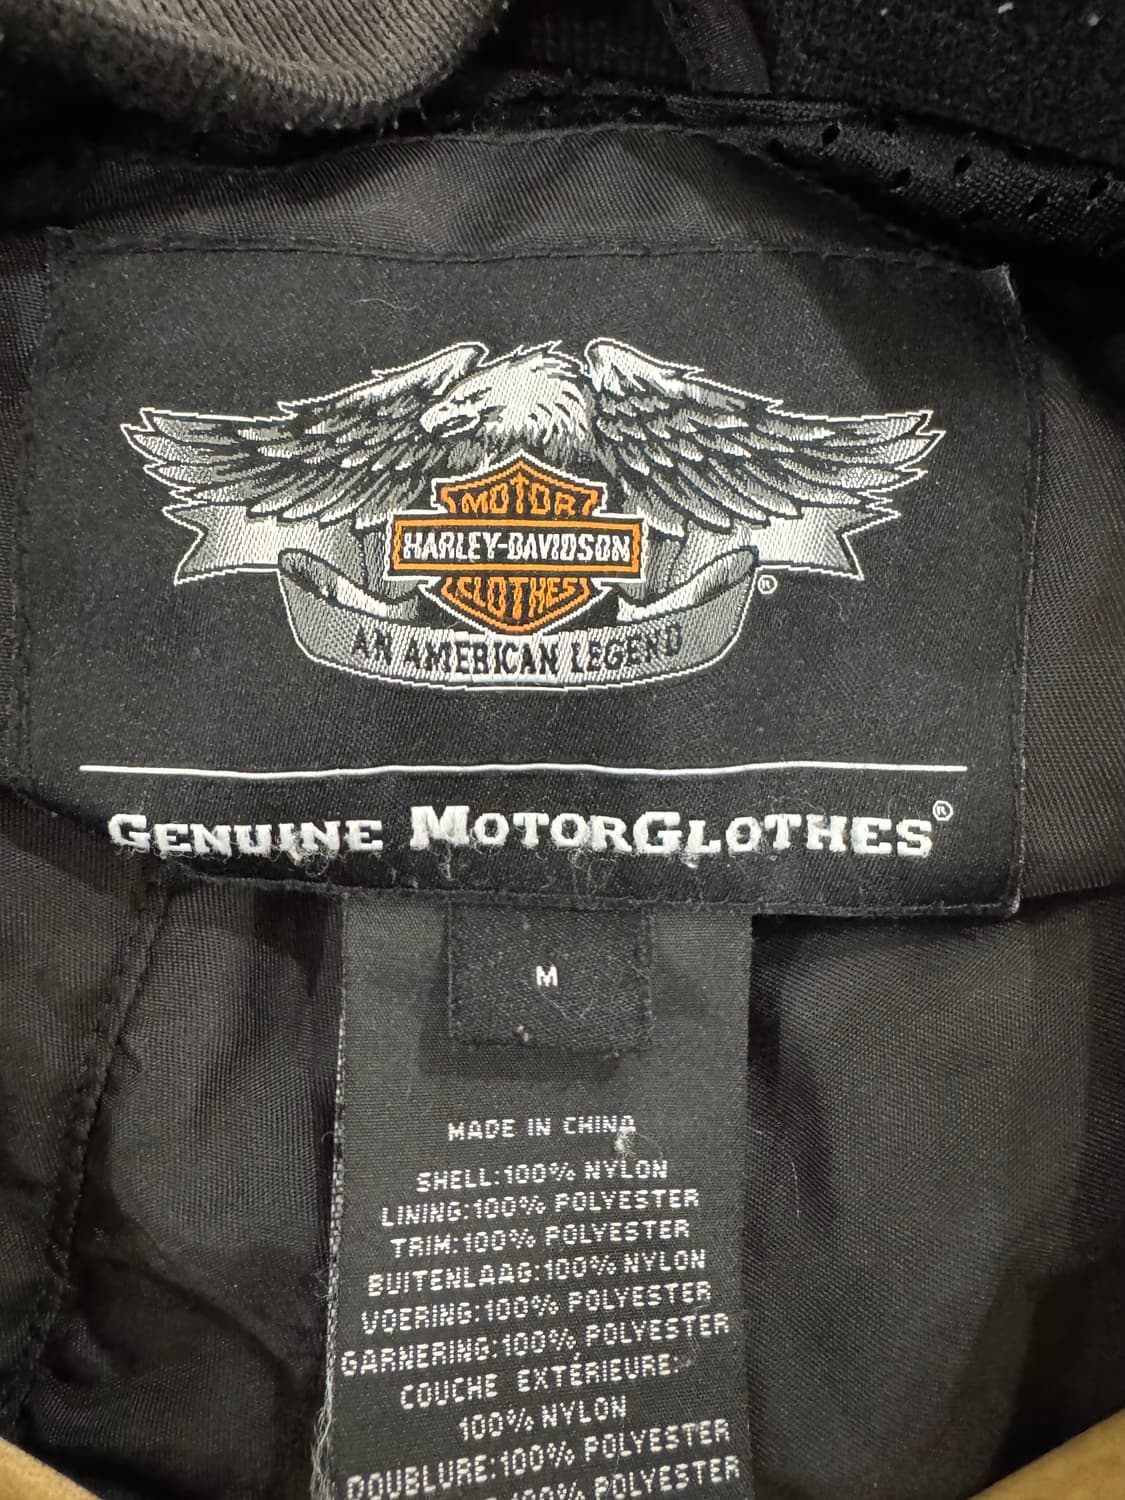 MOTOR
HARLEY-DAVIDSON
CLOTHES
®
AN AMERICAN LEGEND
GENUINE MOTORCLOTHES®
M
MADE IN CHINA
SHELL:100% NYLON
LINING:100% POLYESTER
TRIM:100% POLYESTER
BUITENLAAG:100% NYLON
VOERING:100% POLYESTER
GARNERING:100% POLYESTER
COUCHE EXTÉRIEURE:
100% NYLON
DOUBLURE:100% POLYESTER
100% POLYESTER